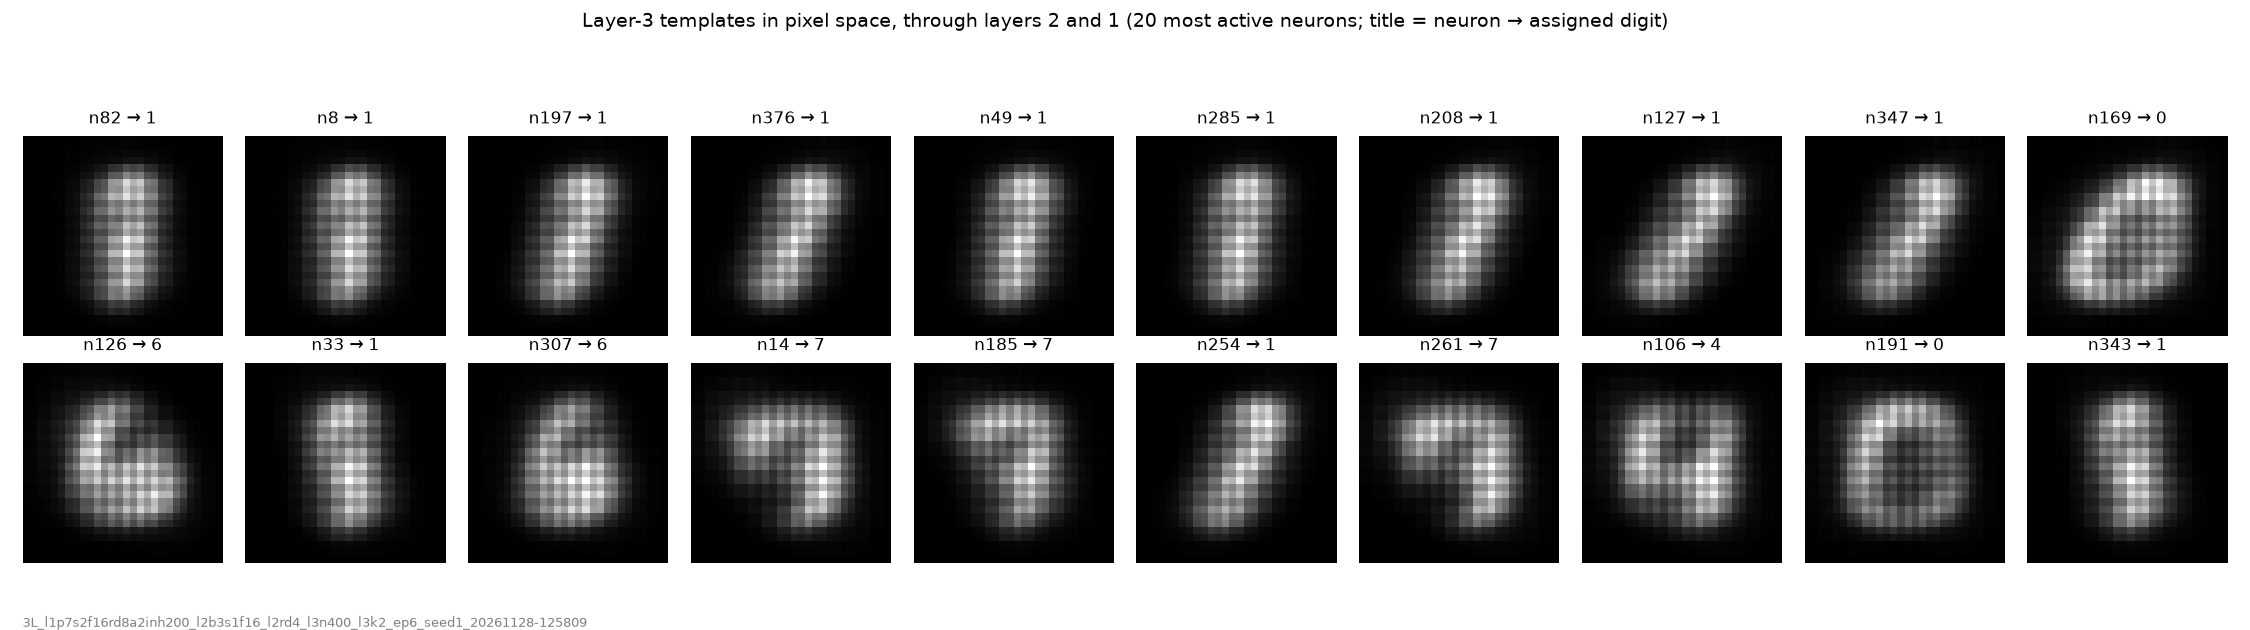 Layer-3 templates in pixel space, through layers 2 and 1 (20 most active neurons; title = neuron → assigned digit)
n82 → 1 n8 → 1 n197 → 1 n376 → 1 n49 → 1 n285 → 1 n208 → 1 n127 → 1 n347 → 1 n169 → 0
n126 → 6 n33 → 1 n307 → 6 n14 → 7 n185 → 7 n254 → 1 n261 → 7 n106 → 4 n191 → 0 n343 → 1
3L_l1p7s2f16rd8a2inh200_l2b3s1f16_l2rd4_l3n400_l3k2_ep6_seed1_20261128-125809